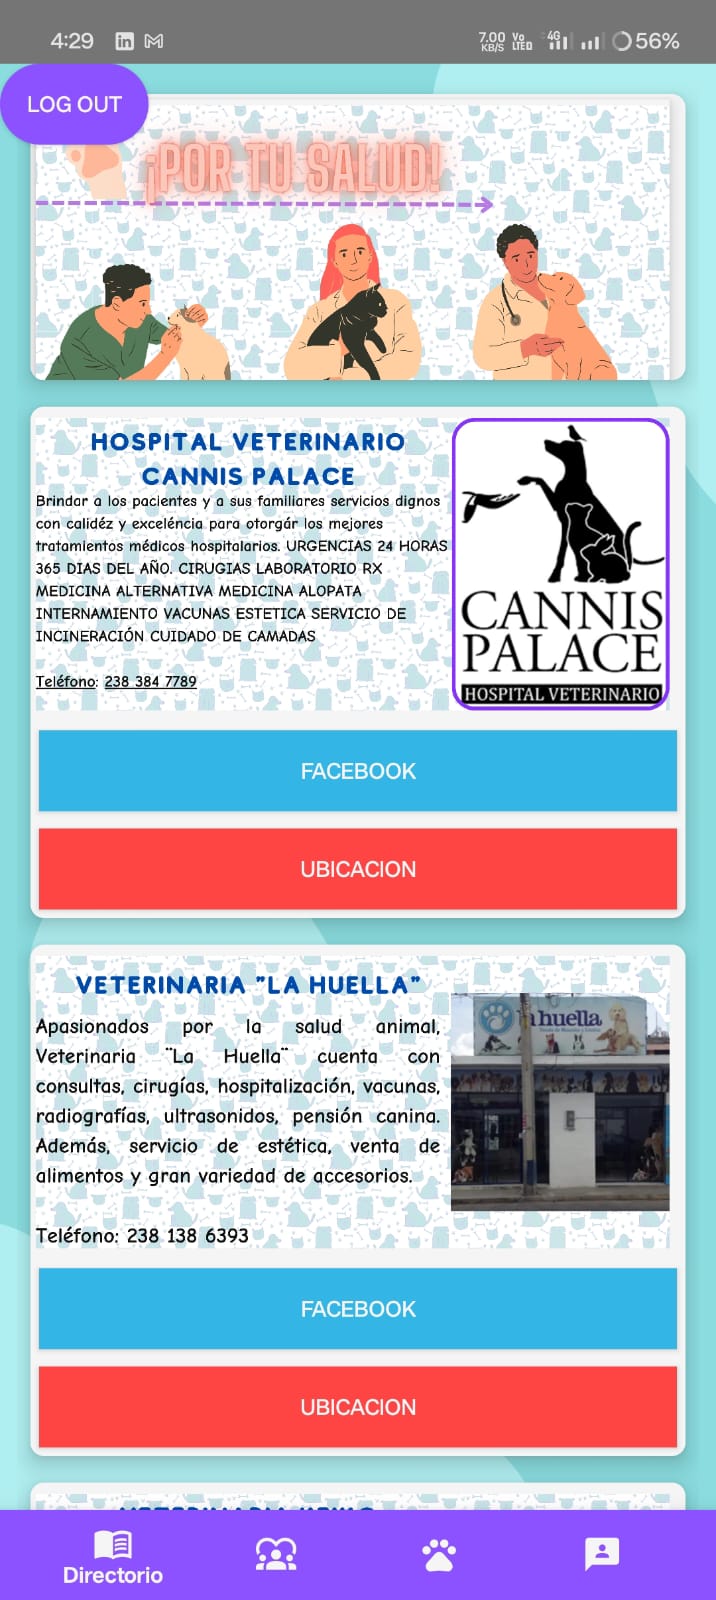 4:29
7.00 KB/S Vo LTE 4G 56%
LOG OUT
¡POR TU SALUD!
HOSPITAL VETERINARIO
CANNIS PALACE
Brindar a los pacientes y a sus familiares servicios dignos
con calidéz y exceléncia para otorgár los mejores
tratamientos médicos hospitalarios. URGENCIAS 24 HORAS
365 DIAS DEL AÑO. CIRUGIAS LABORATORIO RX
MEDICINA ALTERNATIVA MEDICINA ALOPATA
INTERNAMIENTO VACUNAS ESTETICA SERVICIO DE
INCINERACIÓN CUIDADO DE CAMADAS
Teléfono: 238 384 7789
CANNIS
PALACE
HOSPITAL VETERINARIO
FACEBOOK
UBICACION
VETERINARIA "LA HUELLA"
Apasionados por la salud animal,
Veterinaria ¨La Huella¨ cuenta con
consultas, cirugías, hospitalización, vacunas,
radiografías, ultrasonidos, pensión canina.
Además, servicio de estética, venta de
alimentos y gran variedad de accesorios.
Teléfono: 238 138 6393
huella
FACEBOOK
UBICACION
Directorio